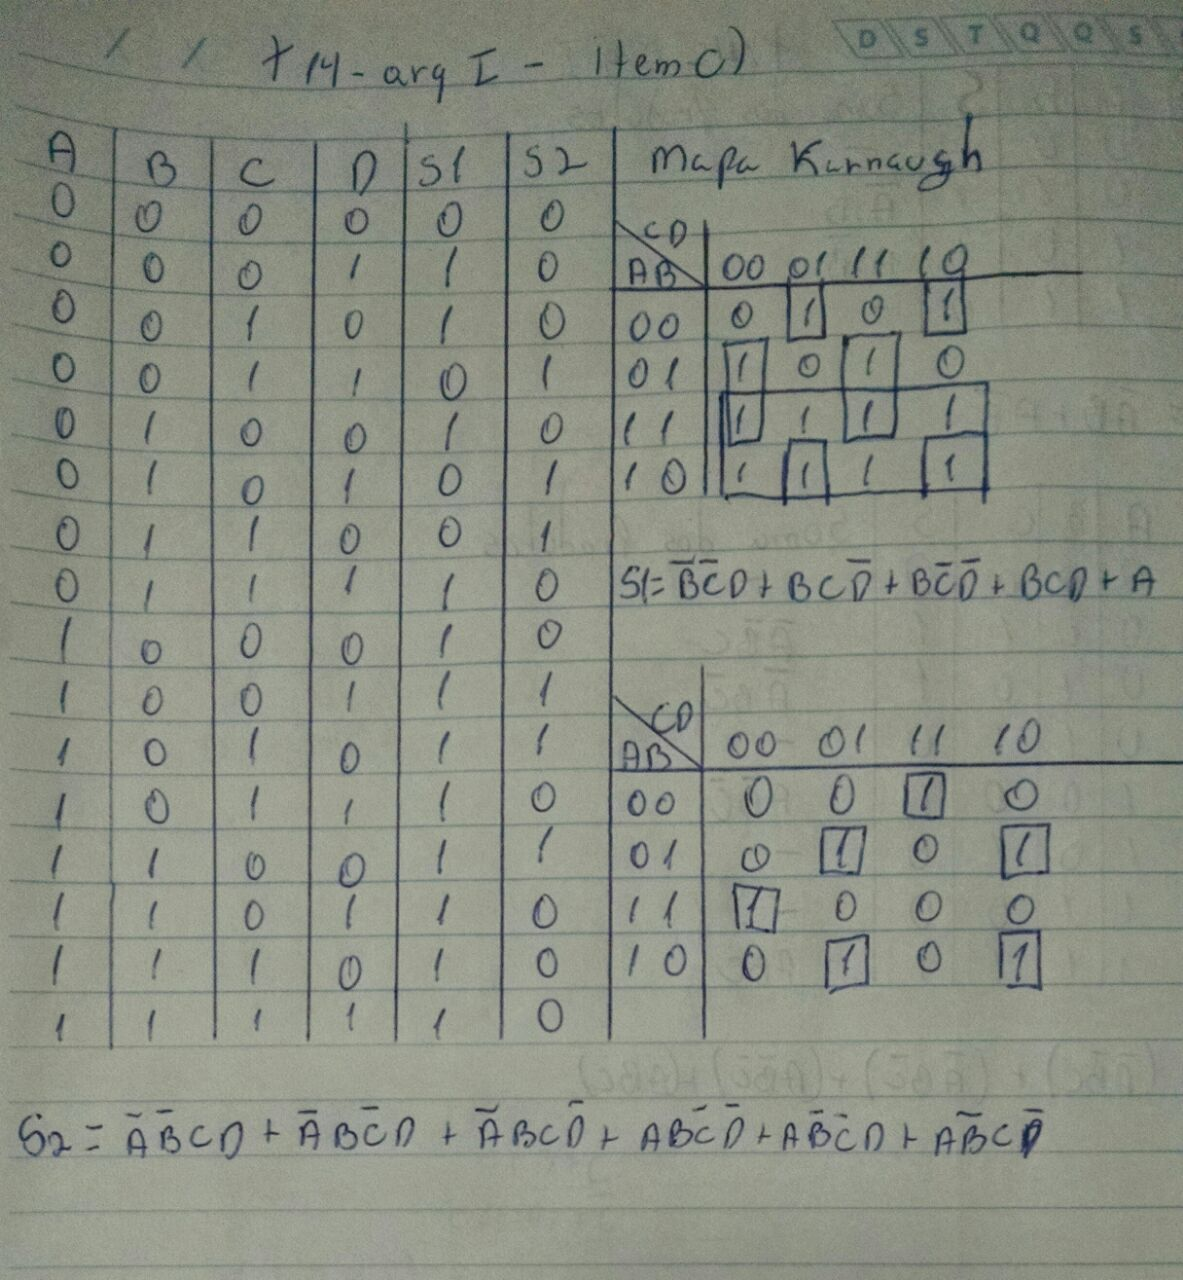 D S T Q Q S
T14-arq I - item C)
A B C D S1 S2 Mapa Karnaugh
0 0 0 0 0 0
0 0 0 1 1 0
0 0 1 0 1 0
0 0 1 1 0 1
0 1 0 0 1 0
0 1 0 1 0 1
0 1 1 0 0 1
0 1 1 1 1 0
1 0 0 0 1 0
1 0 0 1 1 1
1 0 1 0 1 1
1 0 1 1 1 0
1 1 0 0 1 1
1 1 0 1 1 0
1 1 1 0 1 0
1 1 1 1 1 0
CD
AB 00 01 11 10
00 0 1 0 1
01 1 0 1 0
11 1 1 1 1
10 1 1 1 1
S1= B̅C̅D + BCD̅ + BC̅D̅ + BCD + A
CD
AB 00 01 11 10
00 0 0 1 0
01 0 1 0 1
11 1 0 0 0
10 0 1 0 1
S2 = A̅B̅CD + A̅BC̅D + A̅BCD̅ + ABC̅D̅ + AB̅C̅D + AB̅CD̅